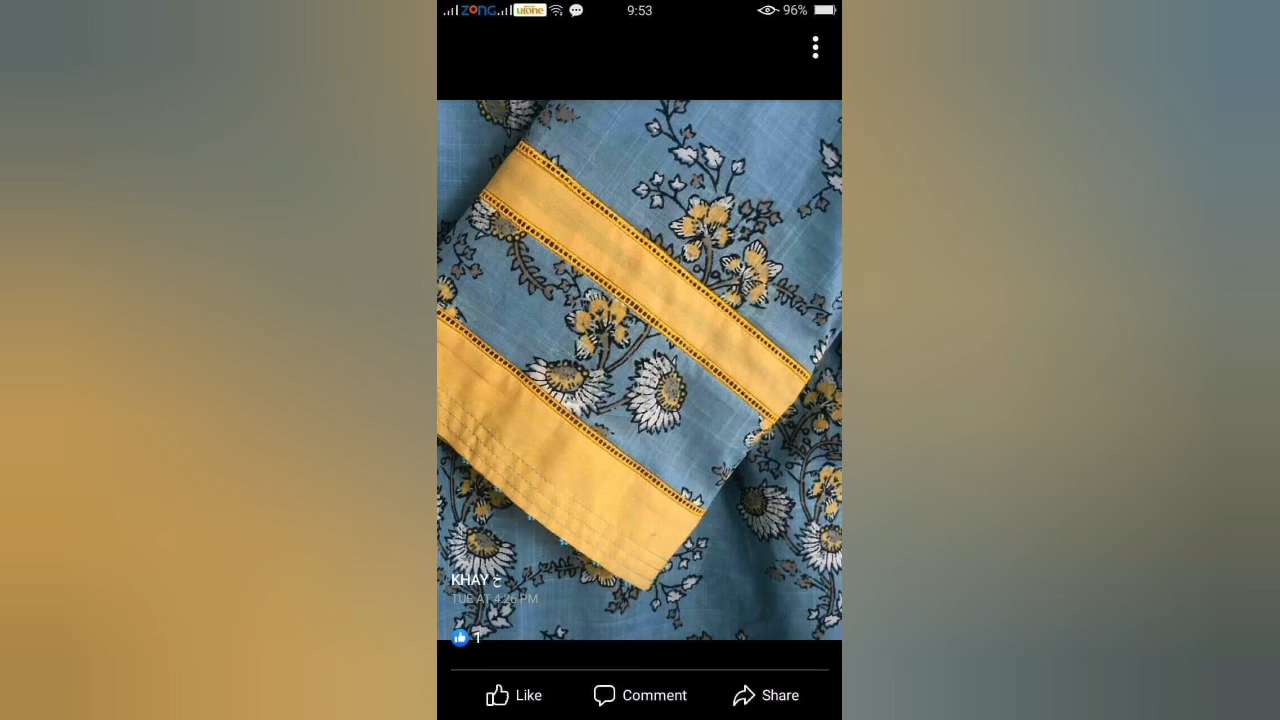 ZONG ufone 9:53 96%
KHAY خ
TUE AT 4:26 PM
1
Like Comment Share